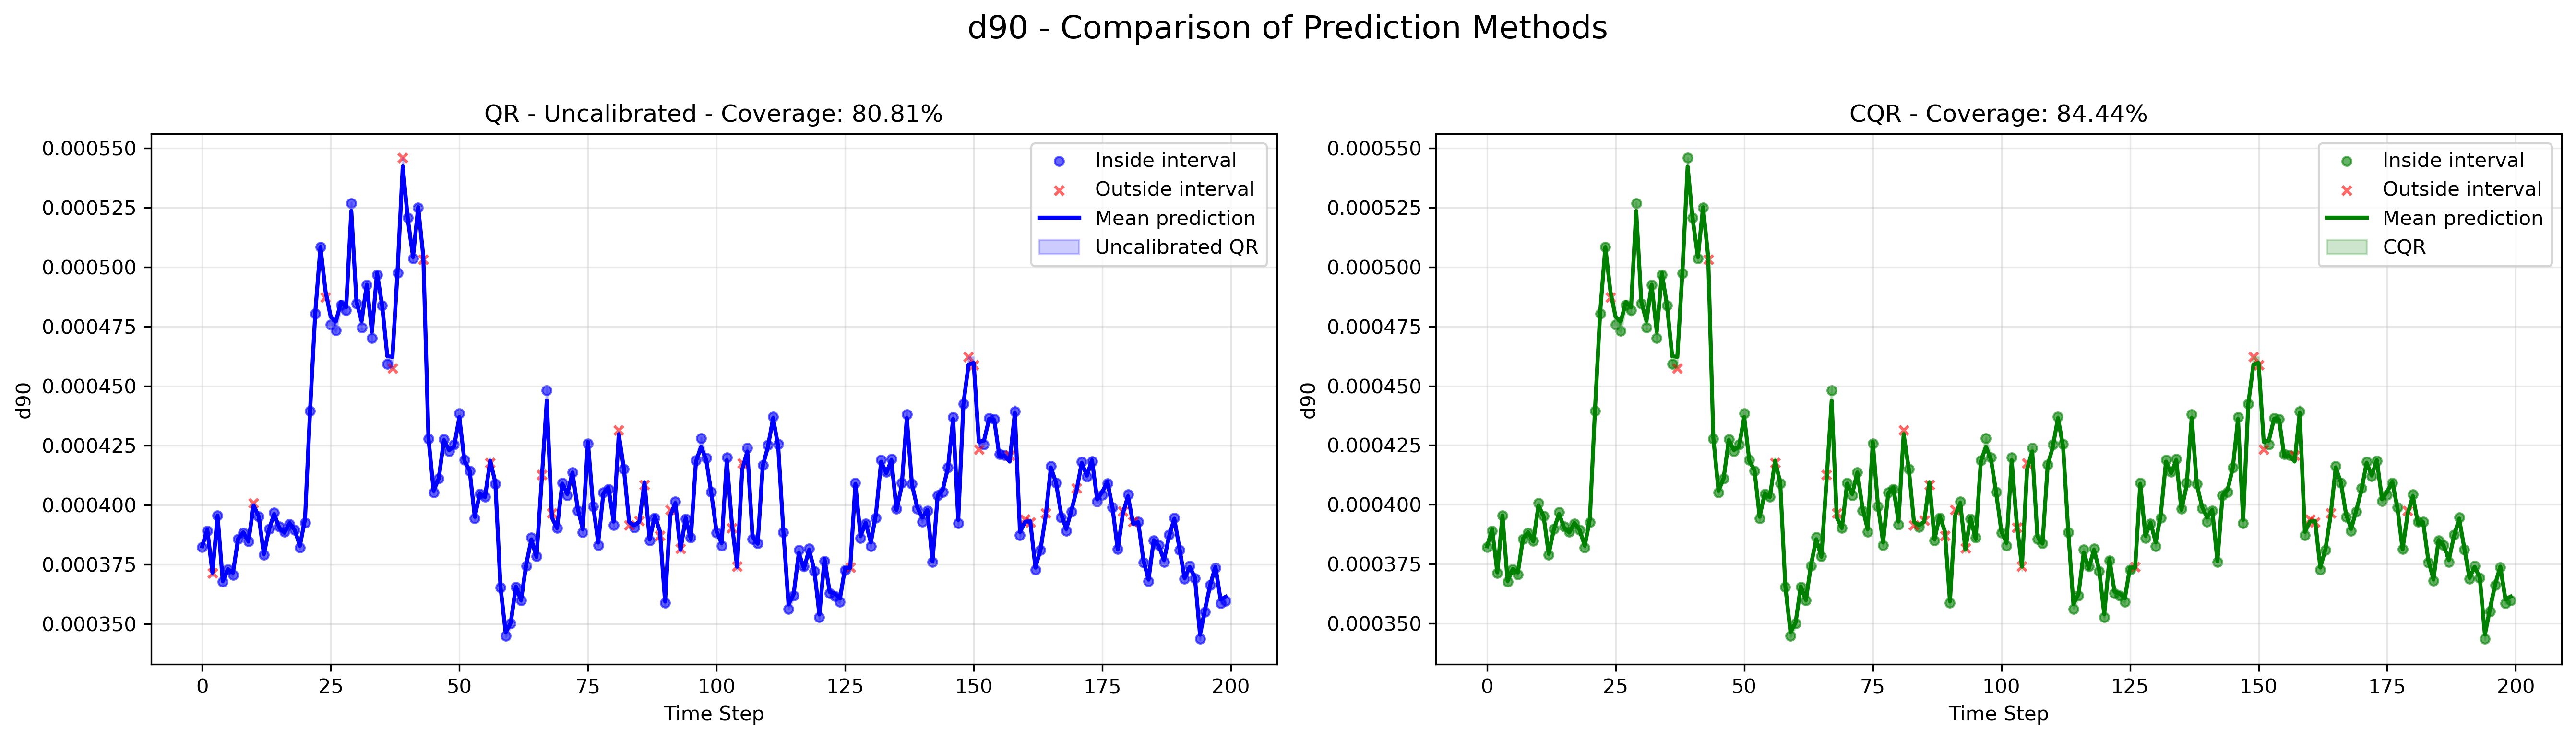 d90 - Comparison of Prediction Methods
QR - Uncalibrated - Coverage: 80.81%
0.000550
0.000525
0.000500
0.000475
0.000450
0.000425
0.000400
0.000375
0.000350
d90
0
25
50
75
100
125
150
175
200
Time Step
Inside interval
Outside interval
Mean prediction
Uncalibrated QR
CQR - Coverage: 84.44%
0.000550
0.000525
0.000500
0.000475
0.000450
0.000425
0.000400
0.000375
0.000350
d90
0
25
50
75
100
125
150
175
200
Time Step
Inside interval
Outside interval
Mean prediction
CQR